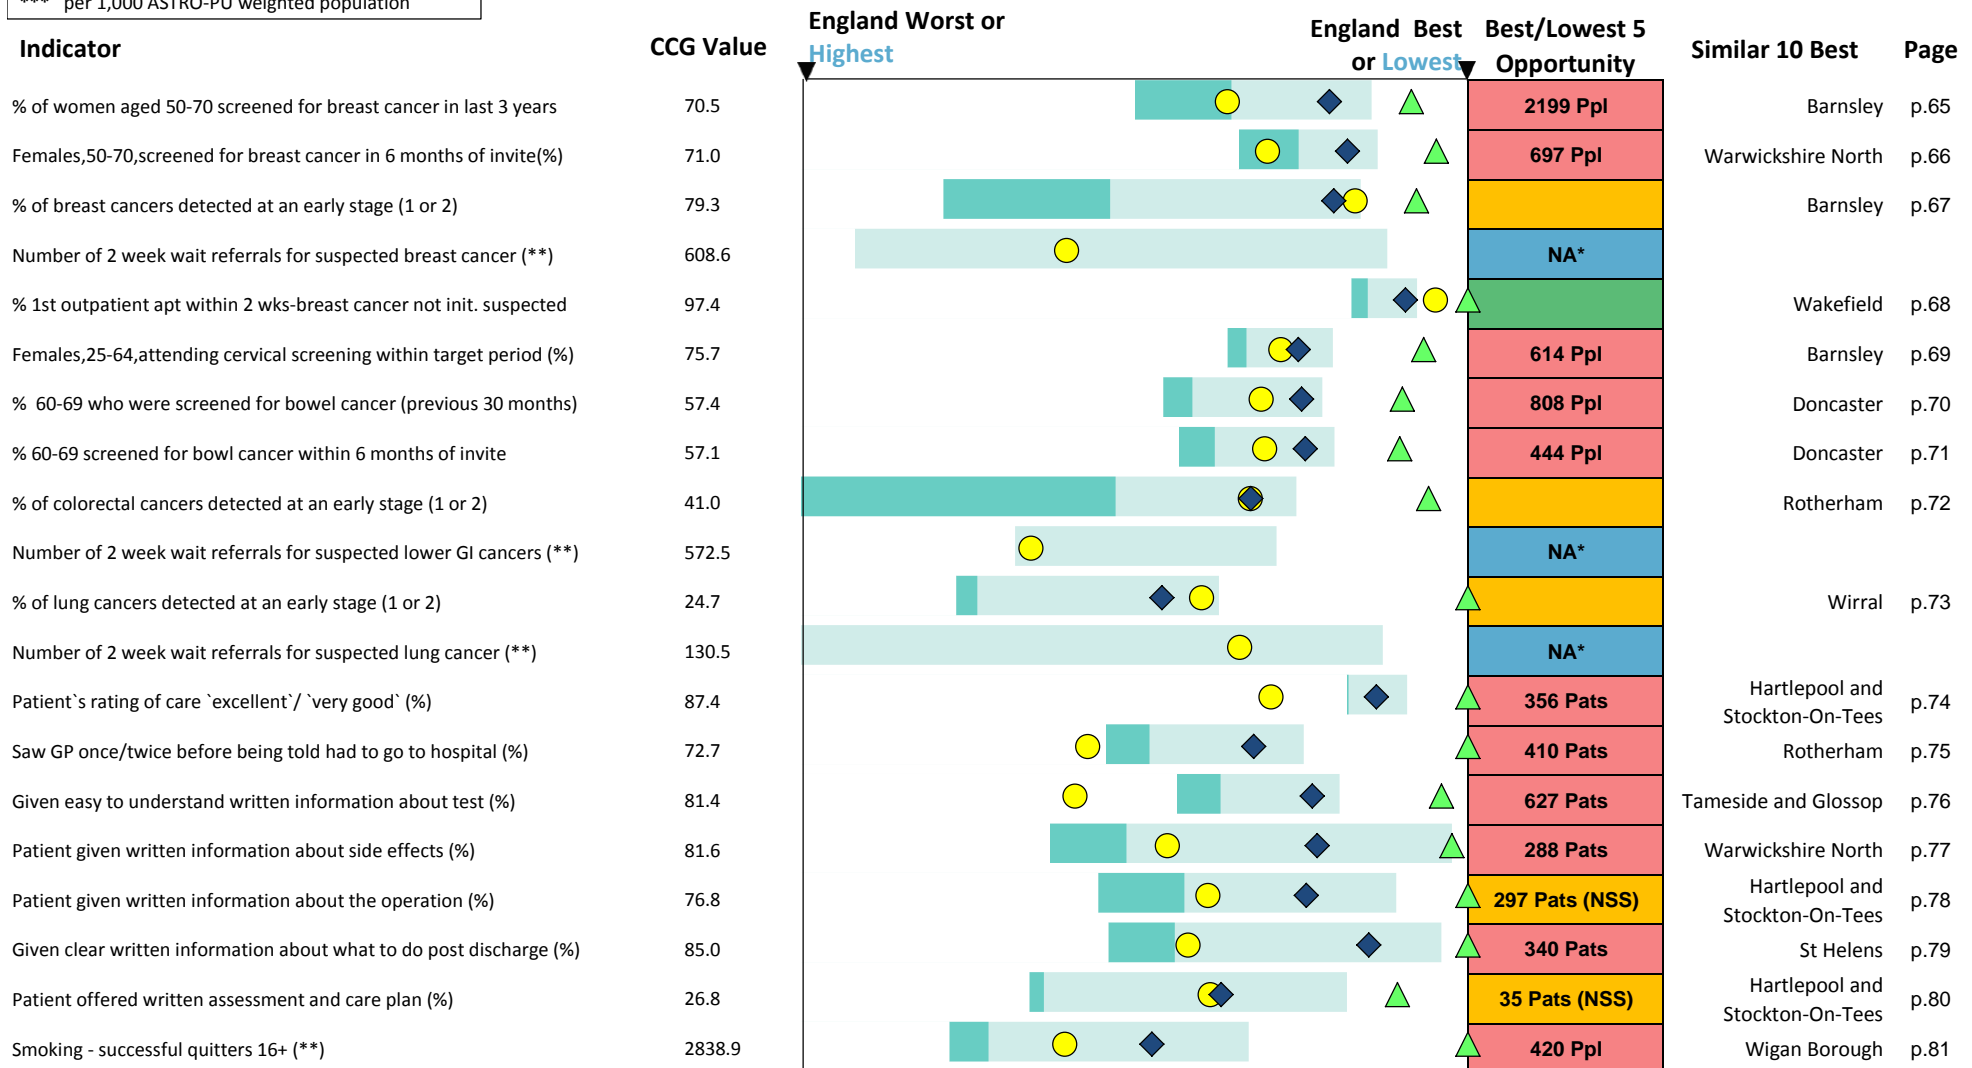 *** per 1,000 ASTRO-PU weighted population
Indicator CCG Value England Worst or Highest England Best or Lowest Best/Lowest 5 Opportunity Similar 10 Best Page
% of women aged 50-70 screened for breast cancer in last 3 years 70.5 2199 Ppl Barnsley p.65
Females,50-70,screened for breast cancer in 6 months of invite(%) 71.0 697 Ppl Warwickshire North p.66
% of breast cancers detected at an early stage (1 or 2) 79.3 Barnsley p.67
Number of 2 week wait referrals for suspected breast cancer (**) 608.6 NA*
% 1st outpatient apt within 2 wks-breast cancer not init. suspected 97.4 Wakefield p.68
Females,25-64,attending cervical screening within target period (%) 75.7 614 Ppl Barnsley p.69
% 60-69 who were screened for bowel cancer (previous 30 months) 57.4 808 Ppl Doncaster p.70
% 60-69 screened for bowl cancer within 6 months of invite 57.1 444 Ppl Doncaster p.71
% of colorectal cancers detected at an early stage (1 or 2) 41.0 Rotherham p.72
Number of 2 week wait referrals for suspected lower GI cancers (**) 572.5 NA*
% of lung cancers detected at an early stage (1 or 2) 24.7 Wirral p.73
Number of 2 week wait referrals for suspected lung cancer (**) 130.5 NA*
Patient`s rating of care `excellent`/ `very good` (%) 87.4 356 Pats Hartlepool and Stockton-On-Tees p.74
Saw GP once/twice before being told had to go to hospital (%) 72.7 410 Pats Rotherham p.75
Given easy to understand written information about test (%) 81.4 627 Pats Tameside and Glossop p.76
Patient given written information about side effects (%) 81.6 288 Pats Warwickshire North p.77
Patient given written information about the operation (%) 76.8 297 Pats (NSS) Hartlepool and Stockton-On-Tees p.78
Given clear written information about what to do post discharge (%) 85.0 340 Pats St Helens p.79
Patient offered written assessment and care plan (%) 26.8 35 Pats (NSS) Hartlepool and Stockton-On-Tees p.80
Smoking - successful quitters 16+ (**) 2838.9 420 Ppl Wigan Borough p.81